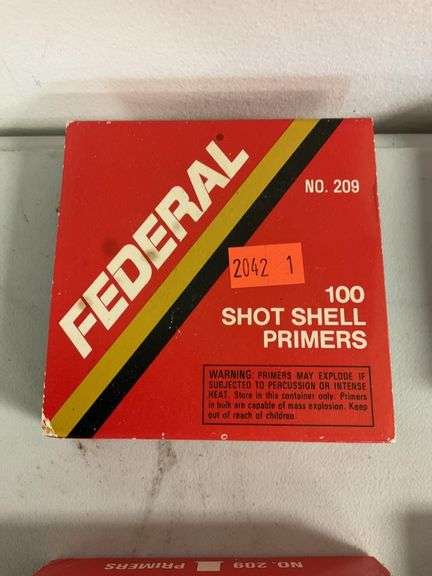 FEDERAL
NO. 209
2042 1
100
SHOT SHELL
PRIMERS
WARNING: PRIMERS MAY EXPLODE IF
SUBJECTED TO PERCUSSION OR INTENSE
HEAT. Store in this container only. Primers
in bulk are capable of mass explosion. Keep
out of reach of children.
NO. 209 PRIMERS